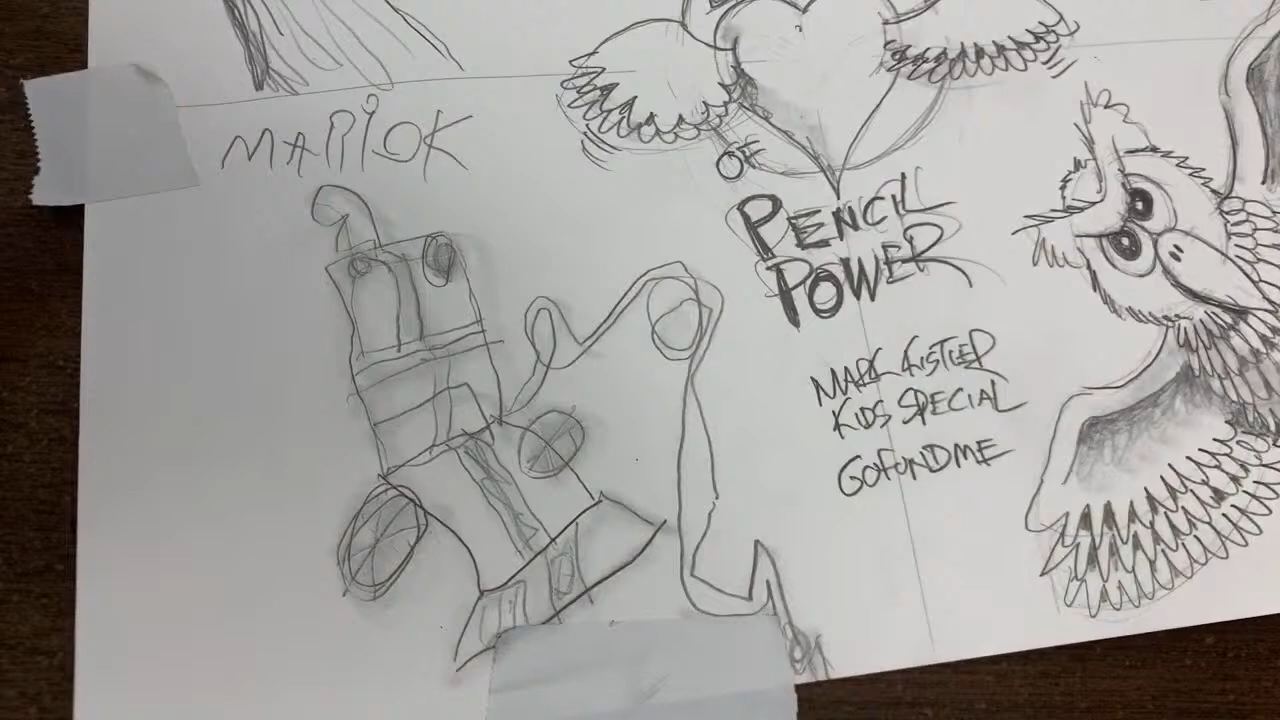 MARIOK
OF
PENCIL
POWER
MARK KISTLER
KIDS SPECIAL
GOFUNDME